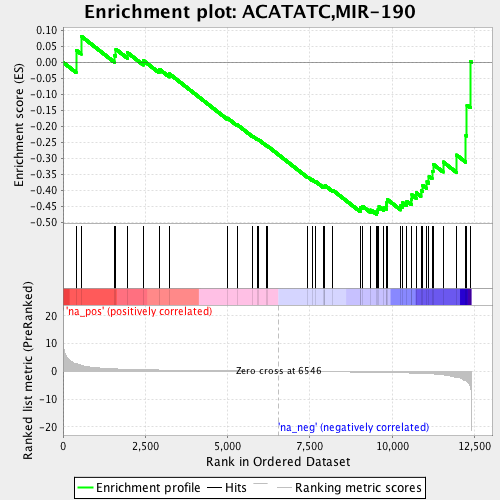 Enrichment plot: ACATATC,MIR-190
Enrichment score (ES)
0.10
0.05
0.00
-0.05
-0.10
-0.15
-0.20
-0.25
-0.30
-0.35
-0.40
-0.45
-0.50
'na_pos' (positively correlated)
Ranked list metric (PreRanked)
20
10
0
-10
-20
Zero cross at 6546
'na_neg' (negatively correlated)
0 2,500 5,000 7,500 10,000 12,500
Rank in Ordered Dataset
Enrichment profile Hits Ranking metric scores